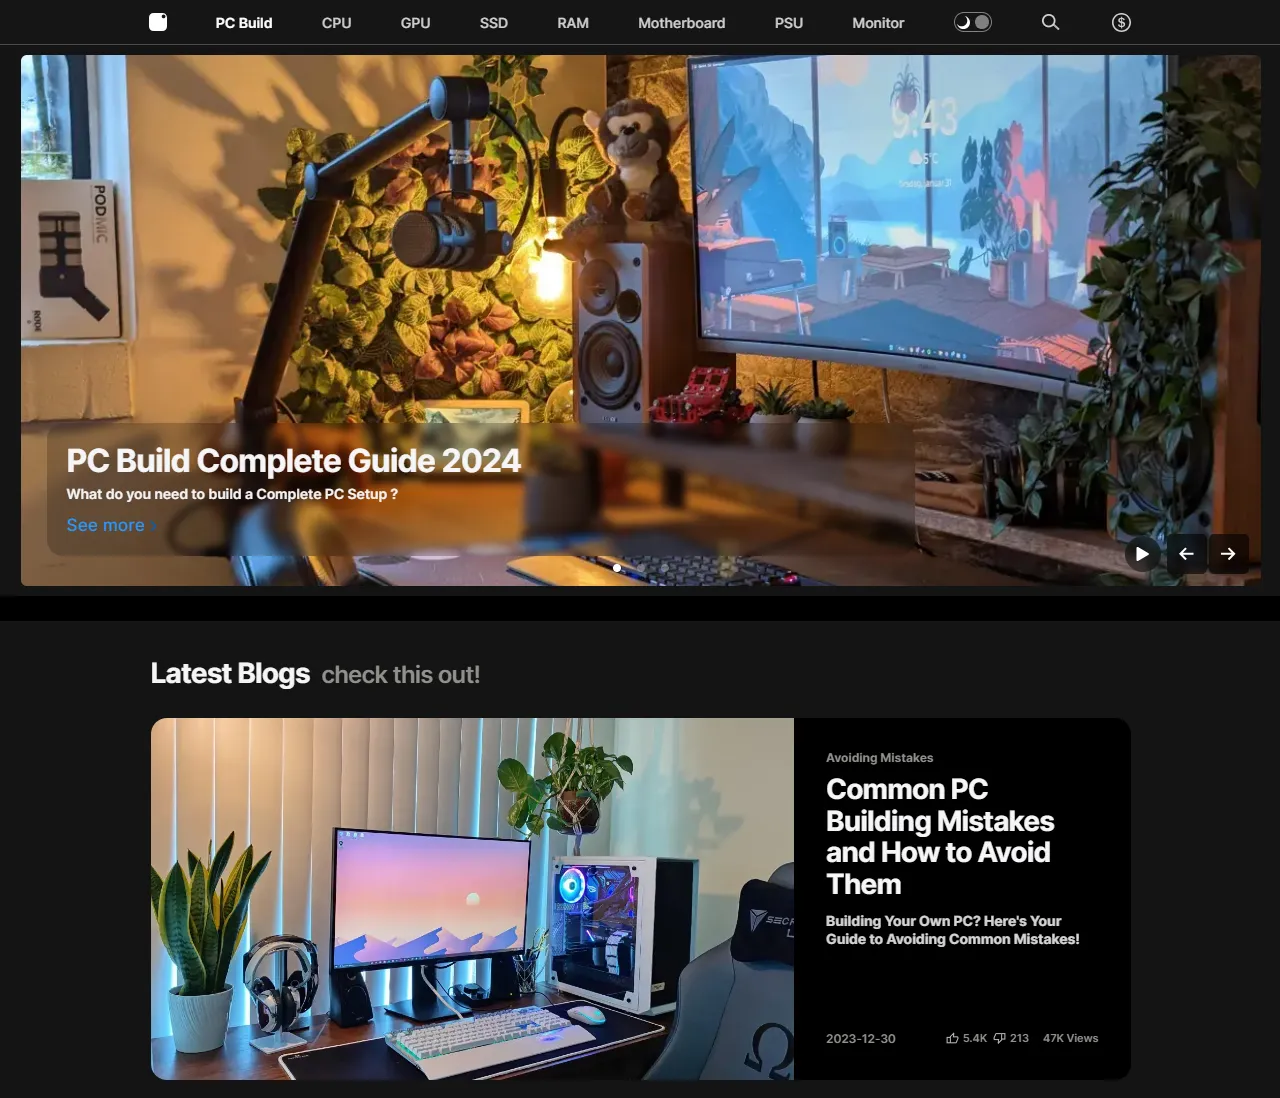 PC Build CPU GPU SSD RAM Motherboard PSU Monitor
PODMIC
RØDE
9:43
5°C
PC Build Complete Guide 2024
What do you need to build a Complete PC Setup ?
See more
Latest Blogs check this out!
Avoiding Mistakes
Common PC
Building Mistakes
and How to Avoid
Them
Building Your Own PC? Here's Your
Guide to Avoiding Common Mistakes!
2023-12-30 5.4K 213 47K Views